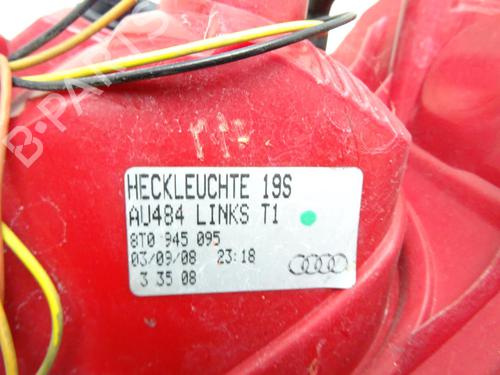 B-PARTS
HECKLEUCHTE 19S
AU484 LINKS T1
8T0 945 095
03/09/08 23:18
3 35 08